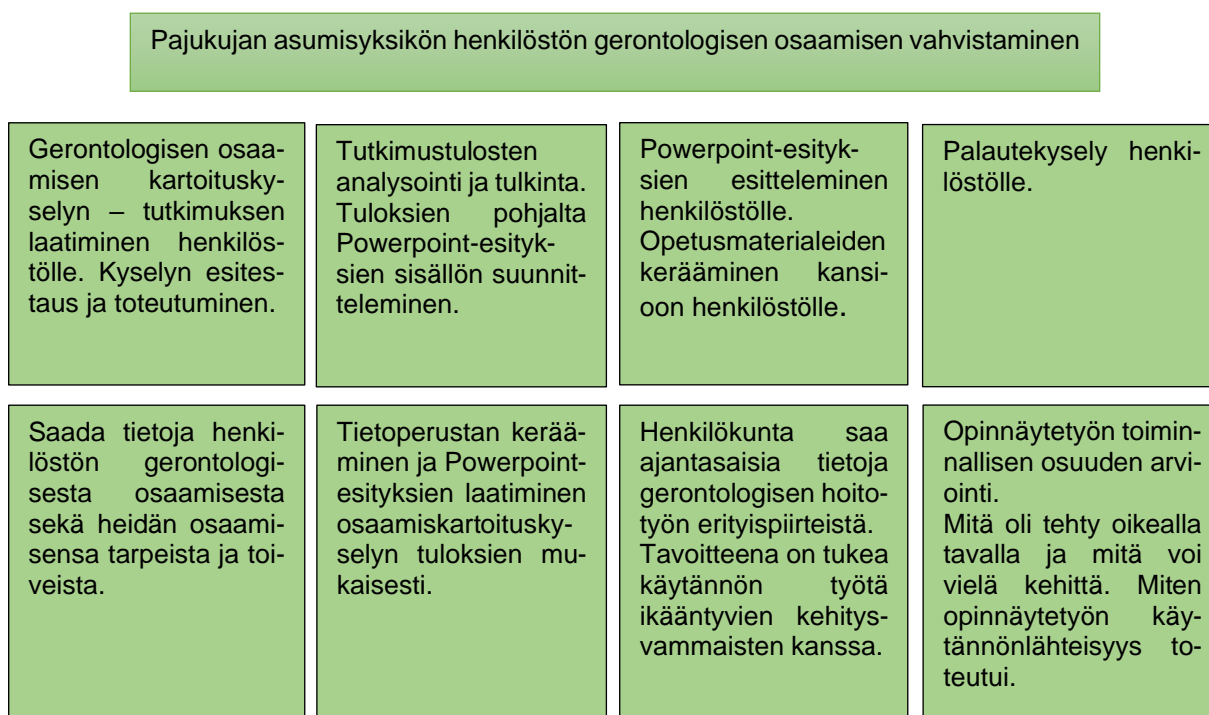 Pajukujan asumisyksikön henkilöstön gerontologisen osaamisen vahvistaminen
Gerontologisen osaa-
misen kartoitusky-
selyn – tutkimuksen
laatiminen henkilös-
tölle. Kyselyn esites-
taus ja toteutuminen.
Tutkimustulosten
analysointi ja tulkinta.
Tuloksien pohjalta
Powerpoint-esityk-
sien sisällön suunnit-
teleminen.
Powerpoint-esityk-
sien esitteleminen
henkilöstölle.
Opetusmaterialeiden
kerääminen kansi-
oon henkilöstölle.
Palautekysely henki-
löstölle.
Saada tietoja henki-
löstön gerontologi-
sesta osaamisesta
sekä heidän osaami-
sensa tarpeista ja toi-
veista.
Tietoperustan kerää-
minen ja Powerpoint-
esityksien laatiminen
osaamiskartoitusky-
selyn tuloksien mu-
kaisesti.
Henkilökunta saa
ajantasaisia tietoja
gerontologisen hoito-
työn erityispiirteistä.
Tavoitteena on tukea
käytännön työtä
ikääntyvien kehitys-
vammaisten kanssa.
Opinnäytetyön toimin-
nallisen osuuden arvi-
ointi.
Mitä oli tehty oikealla
tavalla ja mitä voi
vielä kehittä. Miten
opinnäytetyön käy-
tännönlähteisyys to-
teutui.